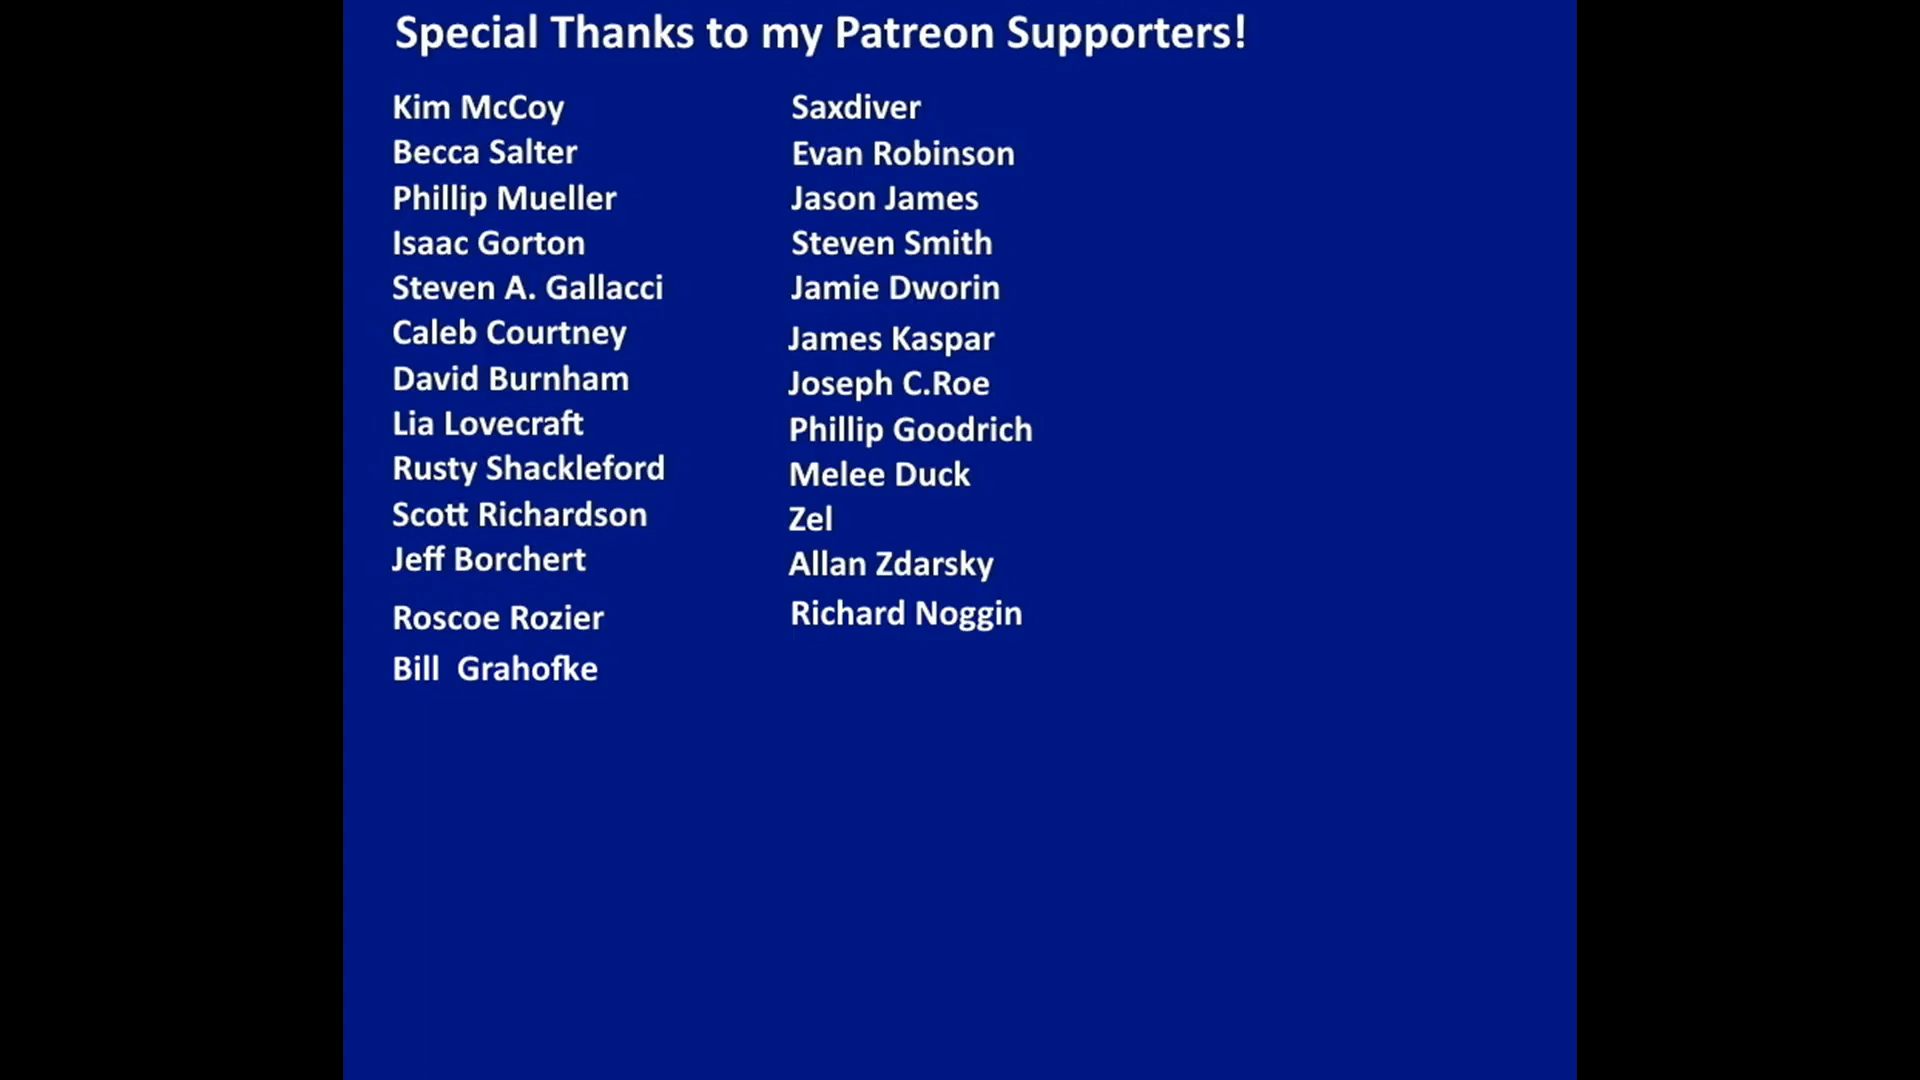 Special Thanks to my Patreon Supporters!
Kim McCoy
Becca Salter
Phillip Mueller
Isaac Gorton
Steven A. Gallacci
Caleb Courtney
David Burnham
Lia Lovecraft
Rusty Shackleford
Scott Richardson
Jeff Borchert
Roscoe Rozier
Bill  Grahofke
Saxdiver
Evan Robinson
Jason James
Steven Smith
Jamie Dworin
James Kaspar
Joseph C.Roe
Phillip Goodrich
Melee Duck
Zel
Allan Zdarsky
Richard Noggin